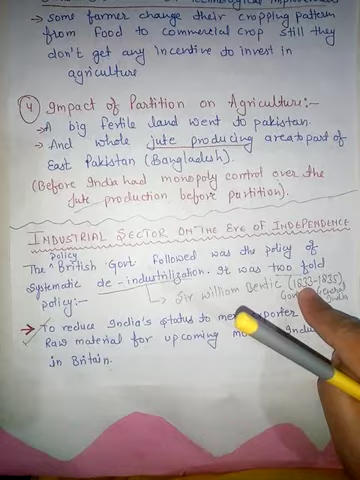 → Some farmer change their cropping pattern
from food to commercial crop still they
don't get any incentive to invest in
agriculture
④ Impact of Partition on Agriculture:-
→ A big fertile land went to pakistan.
→ And whole jute producing area to part of
East Pakistan (Bangladesh).
(Before India had monopoly control over the
Jute production before partition).
INDUSTRIAL SECTOR ON THE EVE OF INDEPENDENCE
The Policy British Govt followed was the policy of
systematic de-industilization. It was two fold
policy:-
↳ Sir William Bentic (1833-1835)
→ To reduce India's status to
Raw material for upcoming
in Britain.